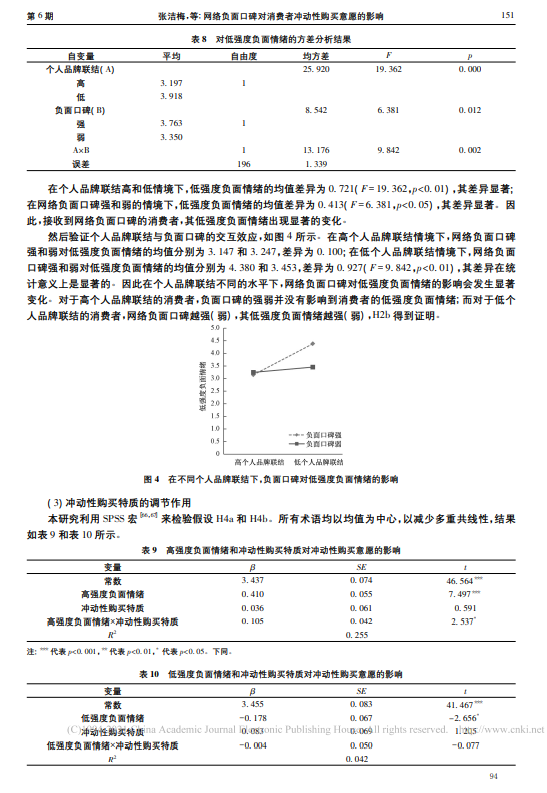 第 6 期 张洁梅,等: 网络负面口碑对消费者冲动性购买意愿的影响 151
表 8 对低强度负面情绪的方差分析结果
自变量 平均 自由度 均方差 F p
个人品牌联结( A) 25. 920 19. 362 0. 000
高 3. 197 1
低 3. 918
负面口碑( B) 8. 542 6. 381 0. 012
强 3. 763 1
弱 3. 350
A×B 1 13. 176 9. 842 0. 002
误差 196 1. 339
在个人品牌联结高和低情境下,低强度负面情绪的均值差异为 0. 721( F = 19. 362,p<0. 01) ,其差异显著;
在网络负面口碑强和弱的情境下,低强度负面情绪的均值差异为 0. 413( F = 6. 381,p<0. 05) ,其差异显著。因
此,接收到网络负面口碑的消费者,其低强度负面情绪出现显著的变化。
然后验证个人品牌联结与负面口碑的交互效应,如图 4 所示。在高个人品牌联结情境下,网络负面口碑
强和弱对低强度负面情绪的均值分别为 3. 147 和 3. 247,差异为 0. 100; 在低个人品牌联结情境下,网络负面
口碑强和弱对低强度负面情绪的均值分别为 4. 380 和 3. 453,差异为 0. 927( F = 9. 842,p<0. 01) ,其差异在统
计意义上是显著的。因此在个人品牌联结不同的水平下,网络负面口碑对低强度负面情绪的影响会发生显著
变化。对于高个人品牌联结的消费者,负面口碑的强弱并没有影响到消费者的低强度负面情绪; 而对于低个
人品牌联结的消费者,网络负面口碑越强( 弱) ,其低强度负面情绪越强( 弱) ,H2b 得到证明。
5.0
4.5
4.0
3.5
3.0
2.5
2.0
1.5
1.0
0.5
0
低强度负面情绪
负面口碑强
负面口碑弱
高个人品牌联结 低个人品牌联结
图 4 在不同个人品牌联结下,负面口碑对低强度负面情绪的影响
( 3) 冲动性购买特质的调节作用
本研究利用 SPSS 宏[66,67]来检验假设 H4a 和 H4b。所有术语均以均值为中心,以减少多重共线性,结果
如表 9 和表 10 所示。
表 9 高强度负面情绪和冲动性购买特质对冲动性购买意愿的影响
变量 β SE t
常数 3. 437 0. 074 46. 564***
高强度负面情绪 0. 410 0. 055 7. 497***
冲动性购买特质 0. 036 0. 061 0. 591
高强度负面情绪×冲动性购买特质 0. 105 0. 042 2. 537*
R² 0. 255
注: *** 代表 p<0. 001,** 代表 p<0. 01,* 代表 p<0. 05。下同。
表 10 低强度负面情绪和冲动性购买特质对冲动性购买意愿的影响
变量 β SE t
常数 3. 455 0. 083 41. 467***
低强度负面情绪 -0. 178 0. 067 -2. 656*
冲动性购买特质 0. 083 0. 069 1. 205
低强度负面情绪×冲动性购买特质 -0. 004 0. 050 -0. 077
R² 0. 042
94